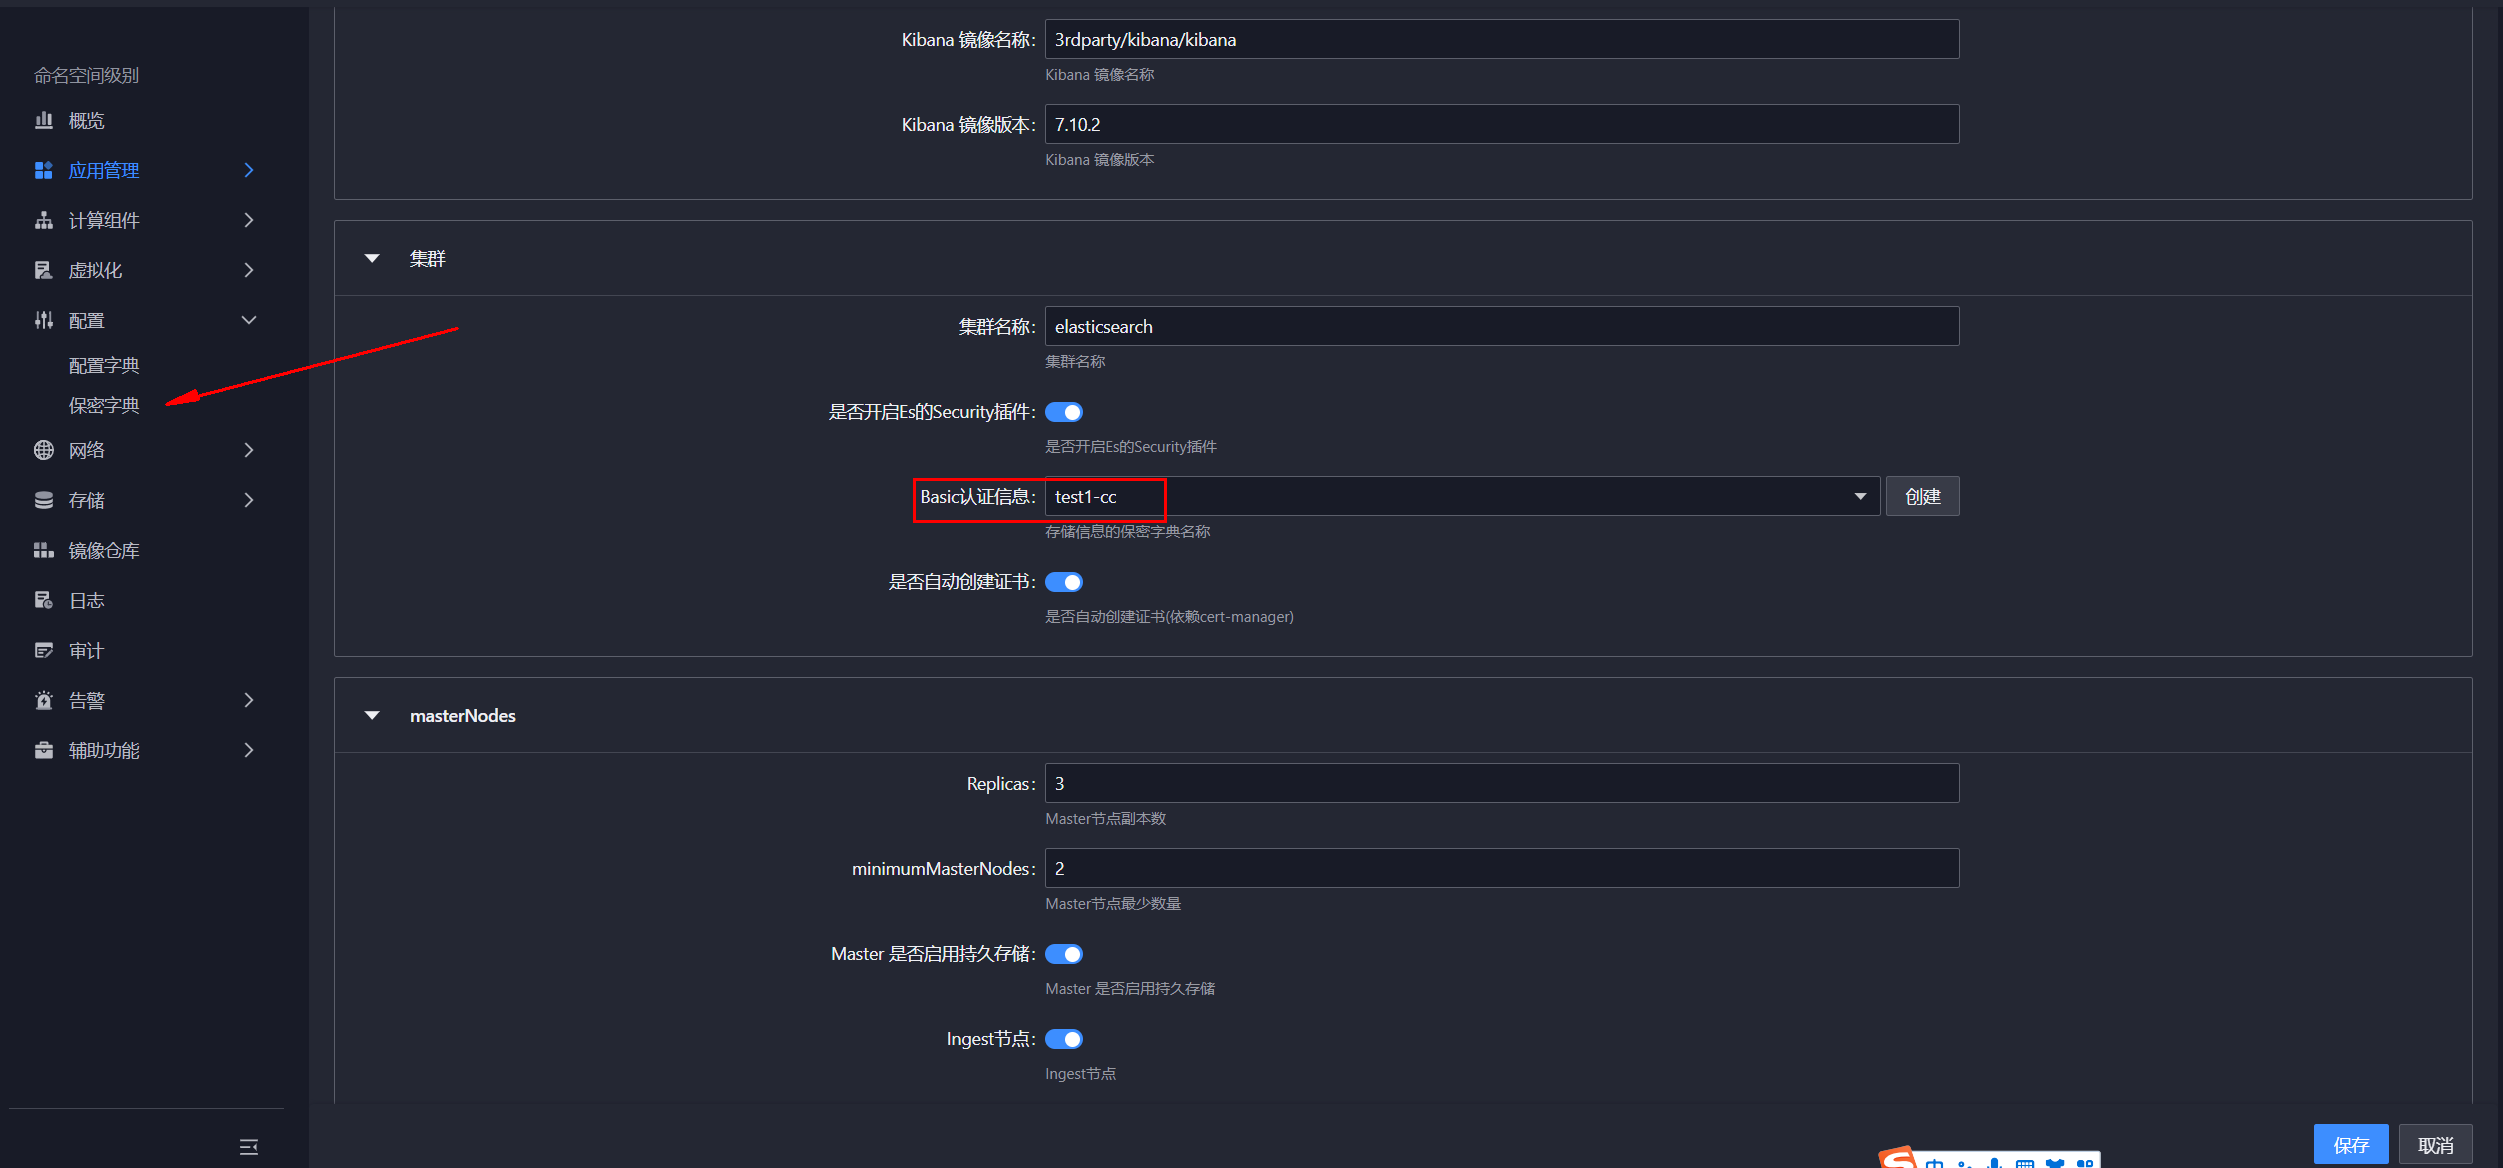 命名空间级别
概览
应用管理
计算组件
虚拟化
配置
配置字典
保密字典
网络
存储
镜像仓库
日志
审计
告警
辅助功能
Kibana 镜像名称: 3rdparty/kibana/kibana
Kibana 镜像名称
Kibana 镜像版本: 7.10.2
Kibana 镜像版本
集群
集群名称: elasticsearch
集群名称
是否开启Es的Security插件:
是否开启Es的Security插件
Basic认证信息: test1-cc 创建
存储信息的保密字典名称
是否自动创建证书:
是否自动创建证书(依赖cert-manager)
masterNodes
Replicas: 3
Master节点副本数
minimumMasterNodes: 2
Master节点最少数量
Master 是否启用持久存储:
Master 是否启用持久存储
Ingest节点:
Ingest节点
保存 取消